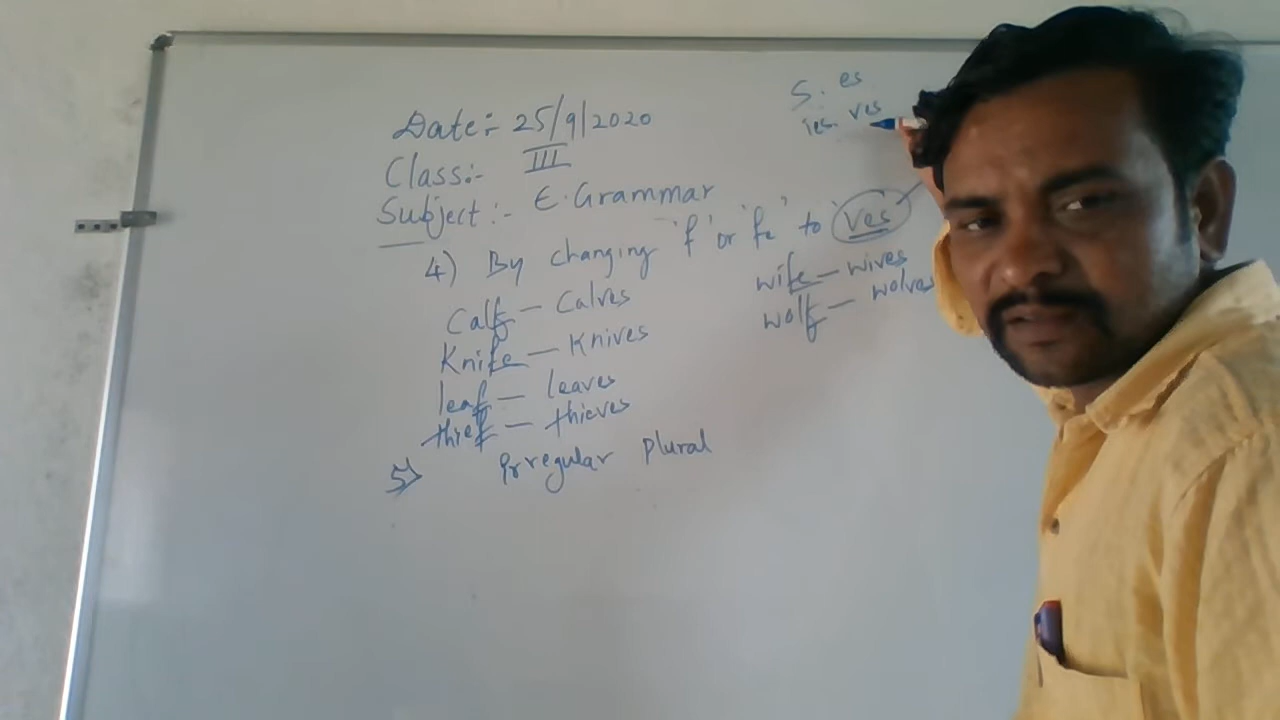 S. es
ies. ves
Date:- 25/9/2020
Class:- III
Subject:- E.Grammar
4) By changing 'f' or 'fe' to 'ves'
Calf - Calves
Knife - Knives
leaf - leaves
thief - thieves
wife - wives
wolf - wolves
5) Irregular plural